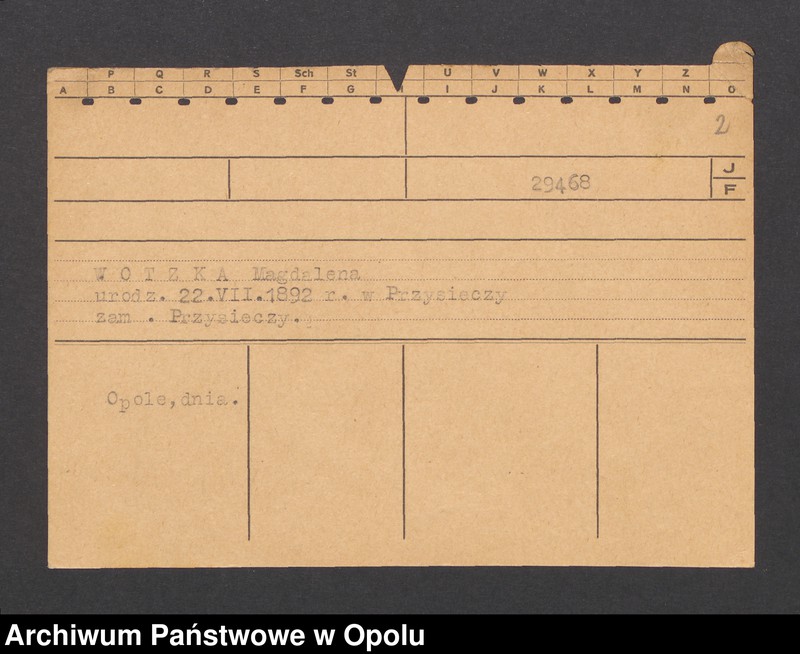 P Q R S Sch St U V W X Y Z
A B C D E F G I J K L M N O
2
29468
J
F
W O T Z K A Magdalena
urodz. 22.VII.1892 r. w Przysieczy
zam . Przysieczy.
Opole,dnia.
Archiwum Państwowe w Opolu